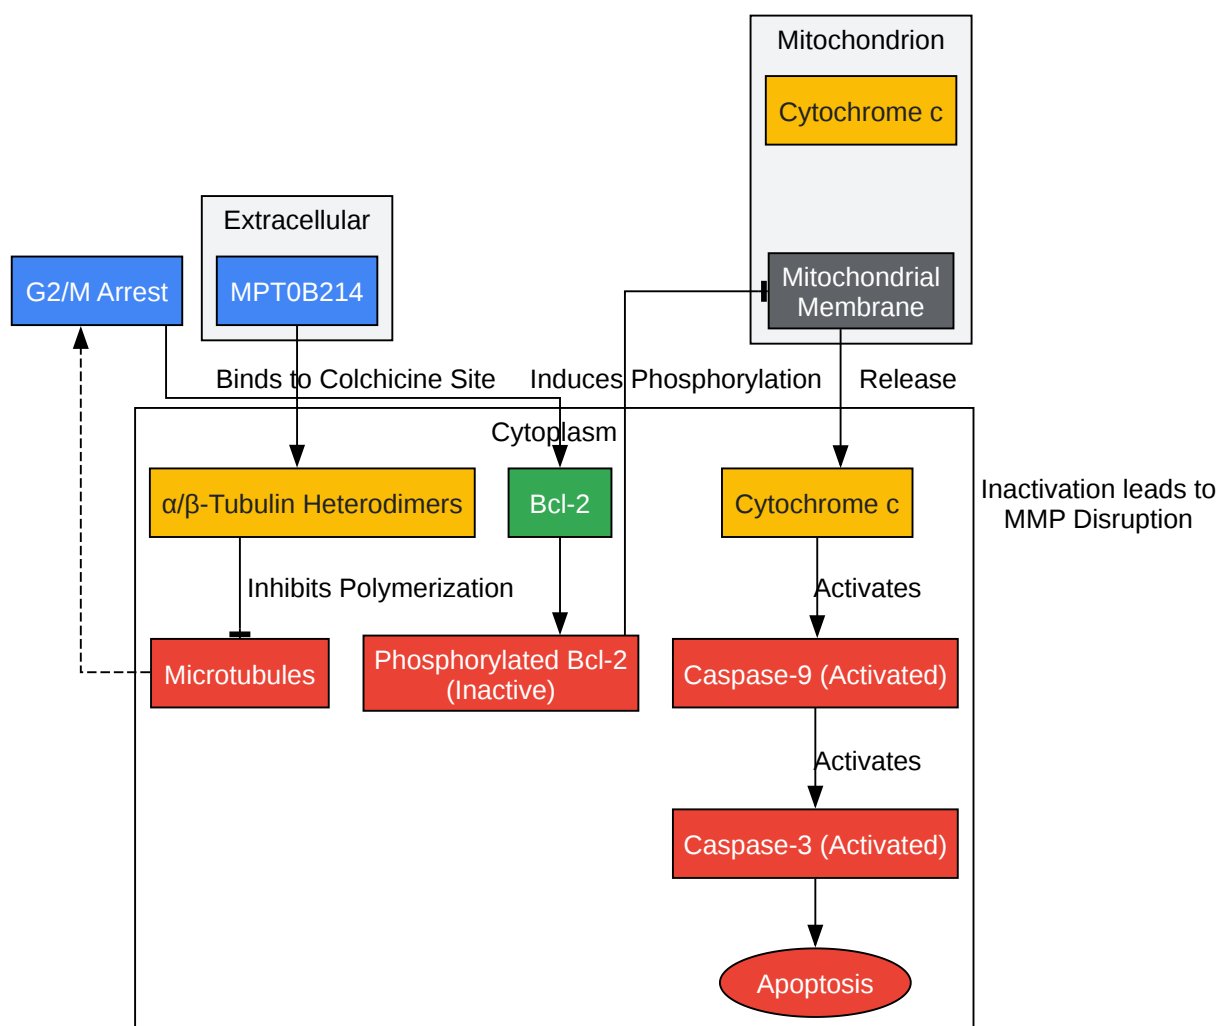 Mitochondrion
Cytochrome c
Extracellular
G2/M Arrest
MPT0B214
Mitochondrial
Membrane
Binds to Colchicine Site
Induces Phosphorylation
Release
Cytoplasm
α/β-Tubulin Heterodimers
Bcl-2
Cytochrome c
Inactivation leads to
MMP Disruption
Inhibits Polymerization
Activates
Microtubules
Phosphorylated Bcl-2
(Inactive)
Caspase-9 (Activated)
Activates
Caspase-3 (Activated)
Apoptosis